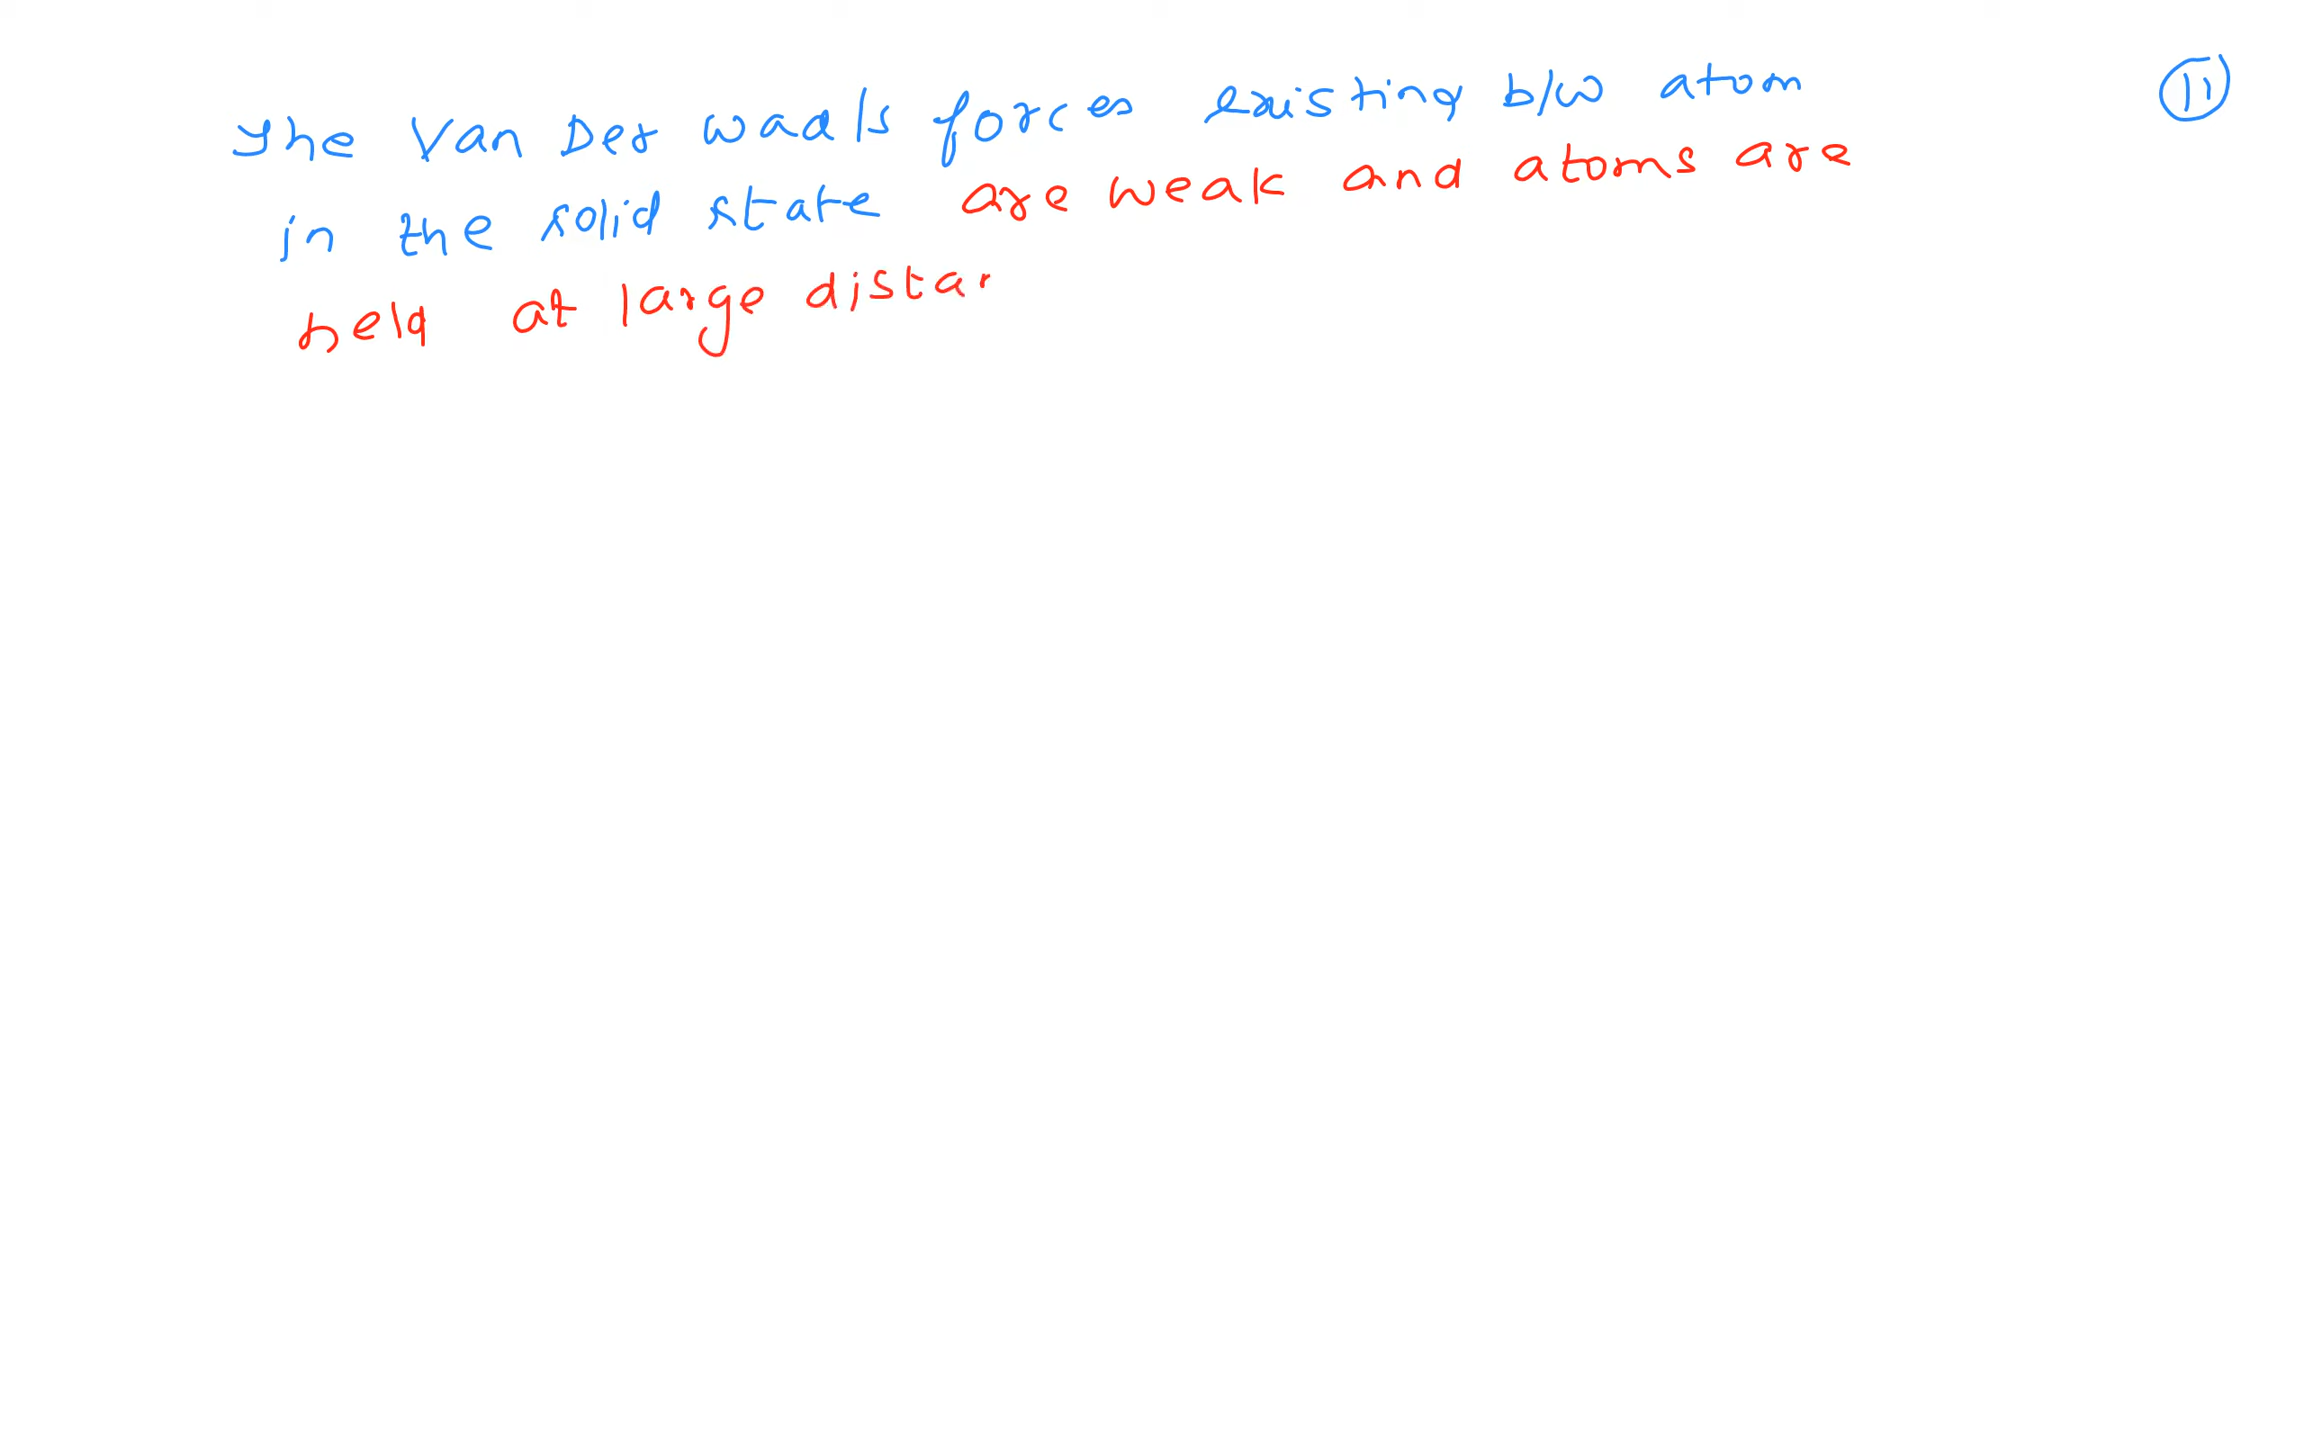 The Van Der waals forces existing b/w atom
11
in the solid state are weak and atoms are
held at large distan